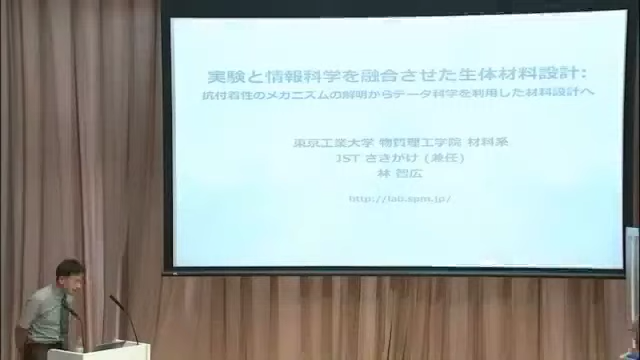 実験と情報科学を融合させた生体材料設計:
抗付着性のメカニズムの解明からデータ科学を利用した材料設計へ
東京工業大学 物質理工学院 材料系
JST さきがけ (兼任)
林 智広
http://lab.spm.jp/